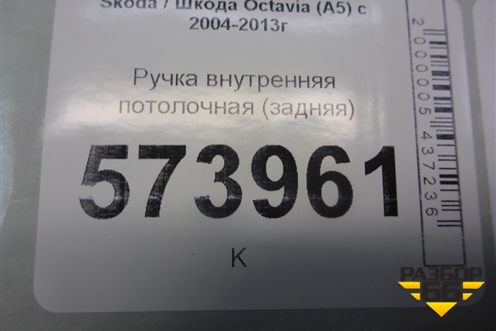 Skoda / Шкода Octavia (A5) с
2004-2013г
Ручка внутренняя
потолочная (задняя)
573961
К
2000005437236
РАЗБОР
66